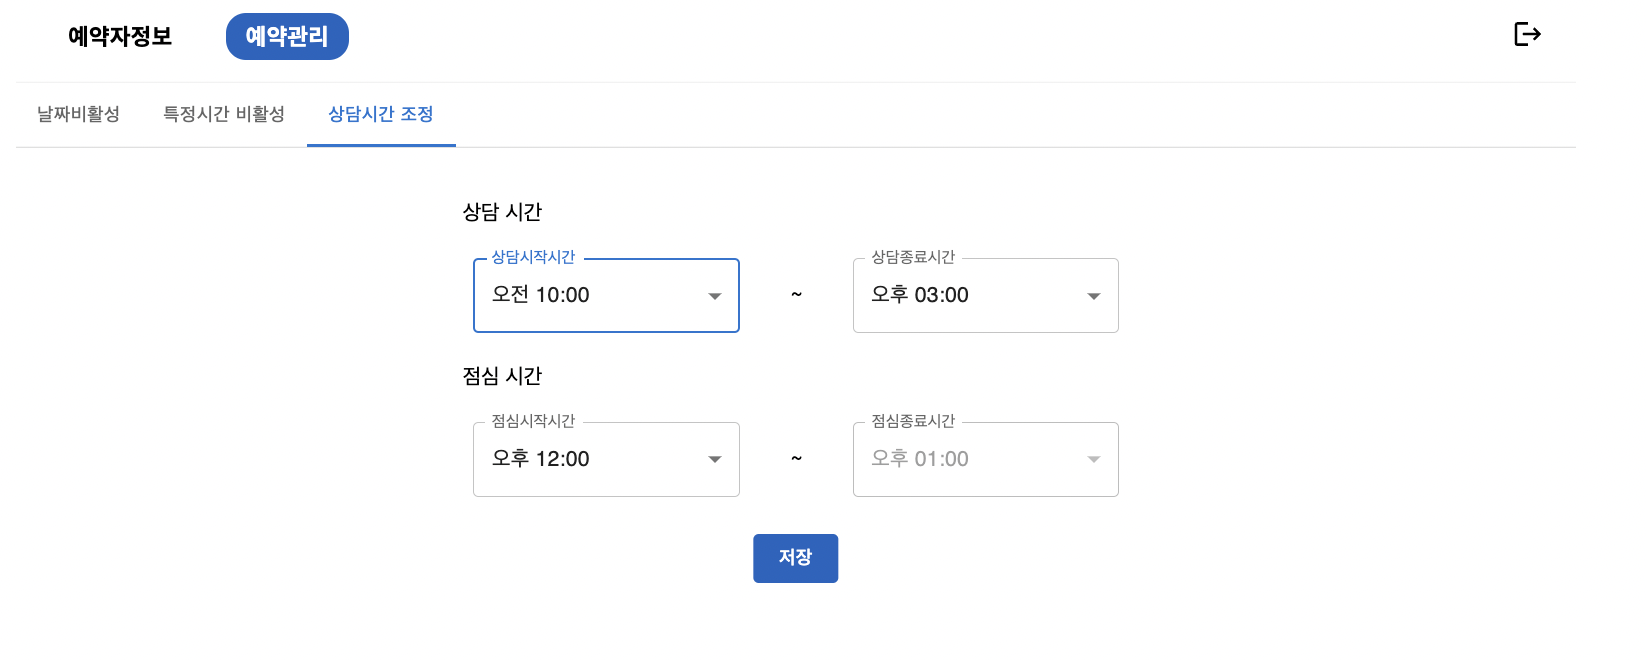 예약자정보 예약관리
날짜비활성 특정시간 비활성 상담시간 조정
상담 시간
상담시작시간 상담종료시간
오전 10:00 ~ 오후 03:00
점심 시간
점심시작시간 점심종료시간
오후 12:00 ~ 오후 01:00
저장